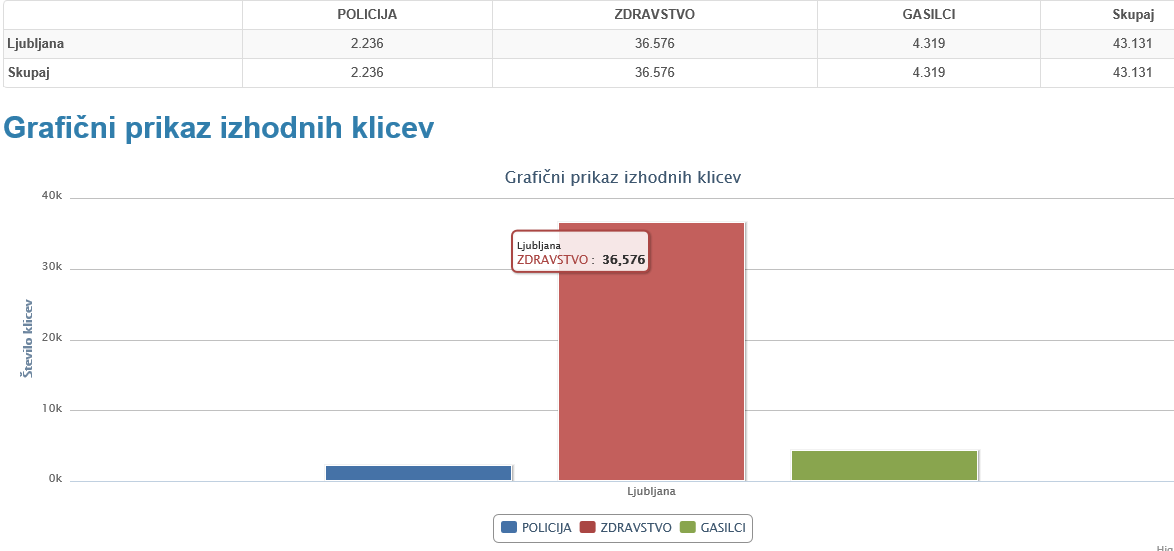 POLICIJA ZDRAVSTVO GASILCI Skupaj
Ljubljana 2.236 36.576 4.319 43.131
Skupaj 2.236 36.576 4.319 43.131
Grafični prikaz izhodnih klicev
Grafični prikaz izhodnih klicev
40k
Ljubljana
ZDRAVSTVO : 36,576
30k
Število klicev
20k
10k
0k
Ljubljana
POLICIJA ZDRAVSTVO GASILCI